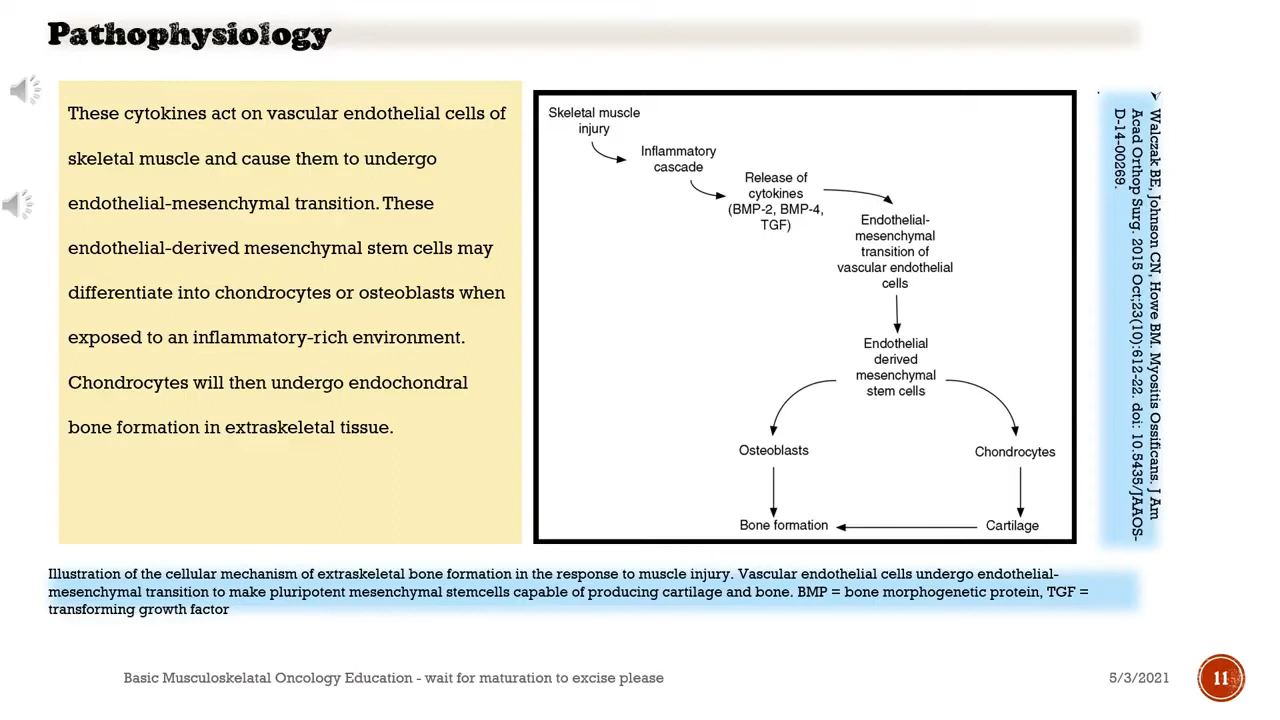 Pathophysiology
These cytokines act on vascular endothelial cells of
skeletal muscle and cause them to undergo
endothelial-mesenchymal transition. These
endothelial-derived mesenchymal stem cells may
differentiate into chondrocytes or osteoblasts when
exposed to an inflammatory-rich environment.
Chondrocytes will then undergo endochondral
bone formation in extraskeletal tissue.
Skeletal muscle
injury
Inflammatory
cascade
Release of
cytokines
(BMP-2, BMP-4,
TGF)
Endothelial-
mesenchymal
transition of
vascular endothelial
cells
Endothelial
derived
mesenchymal
stem cells
Osteoblasts
Chondrocytes
Bone formation
Cartilage
Walczak BE, Johnson CN, Howe BM. Myositis Ossificans. J Am
Acad Orthop Surg. 2015 Oct;23(10):612-22. doi: 10.5435/JAAOS-
D-14-00269.
Illustration of the cellular mechanism of extraskeletal bone formation in the response to muscle injury. Vascular endothelial cells undergo endothelial-
mesenchymal transition to make pluripotent mesenchymal stemcells capable of producing cartilage and bone. BMP = bone morphogenetic protein, TGF =
transforming growth factor
Basic Musculoskelatal Oncology Education - wait for maturation to excise please
5/3/2021
11